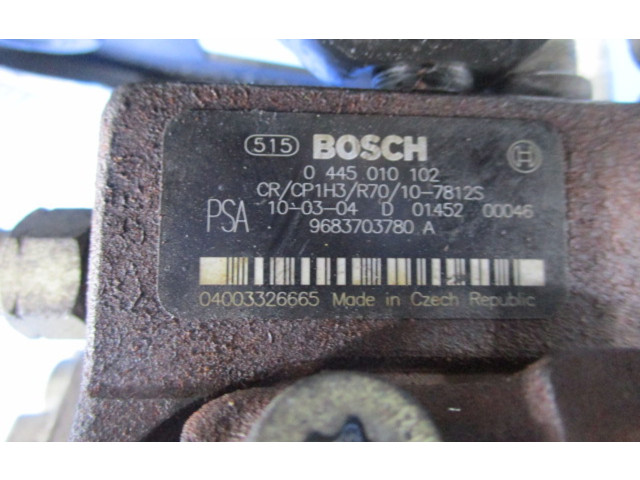 515 BOSCH
0 445 010 102
CR/CP1H3/R70/10-7812S
PSA 10-03-04 D 01452 00046
9683703780 A
04003326665 Made in Czech Republic